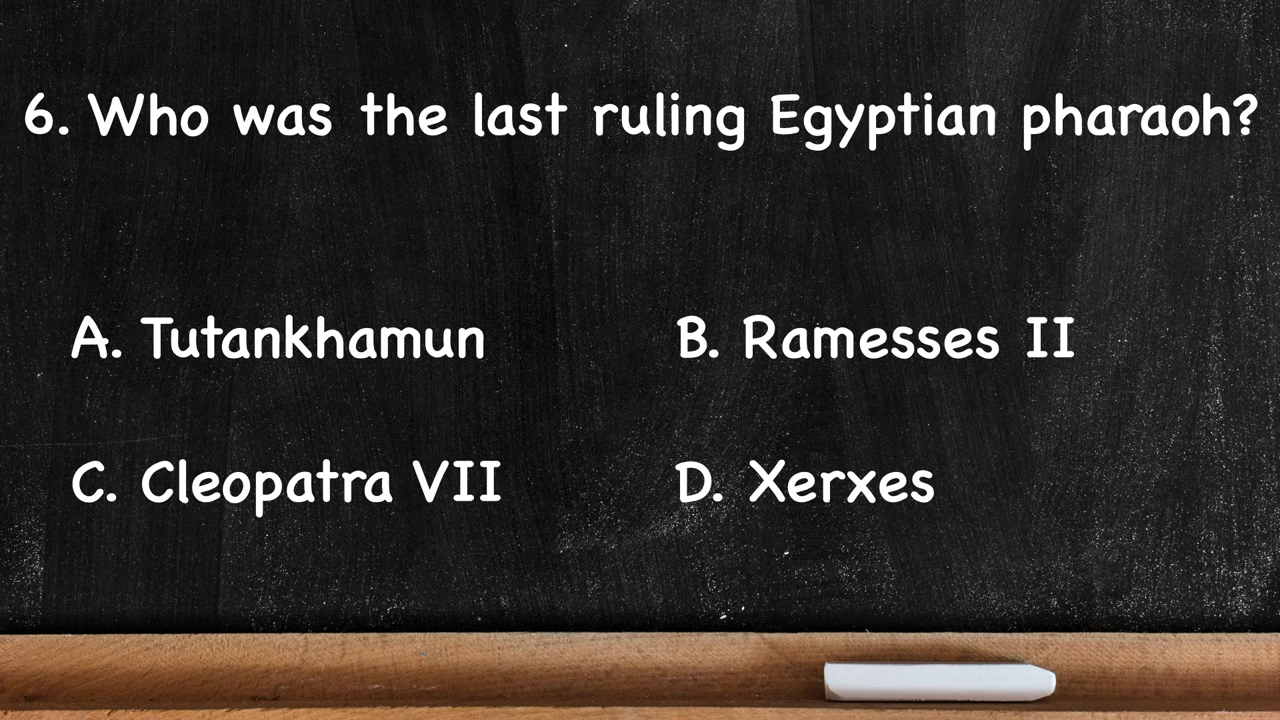 6. Who was the last ruling Egyptian pharaoh?
A. Tutankhamun
B. Ramesses II
C. Cleopatra VII
D. Xerxes